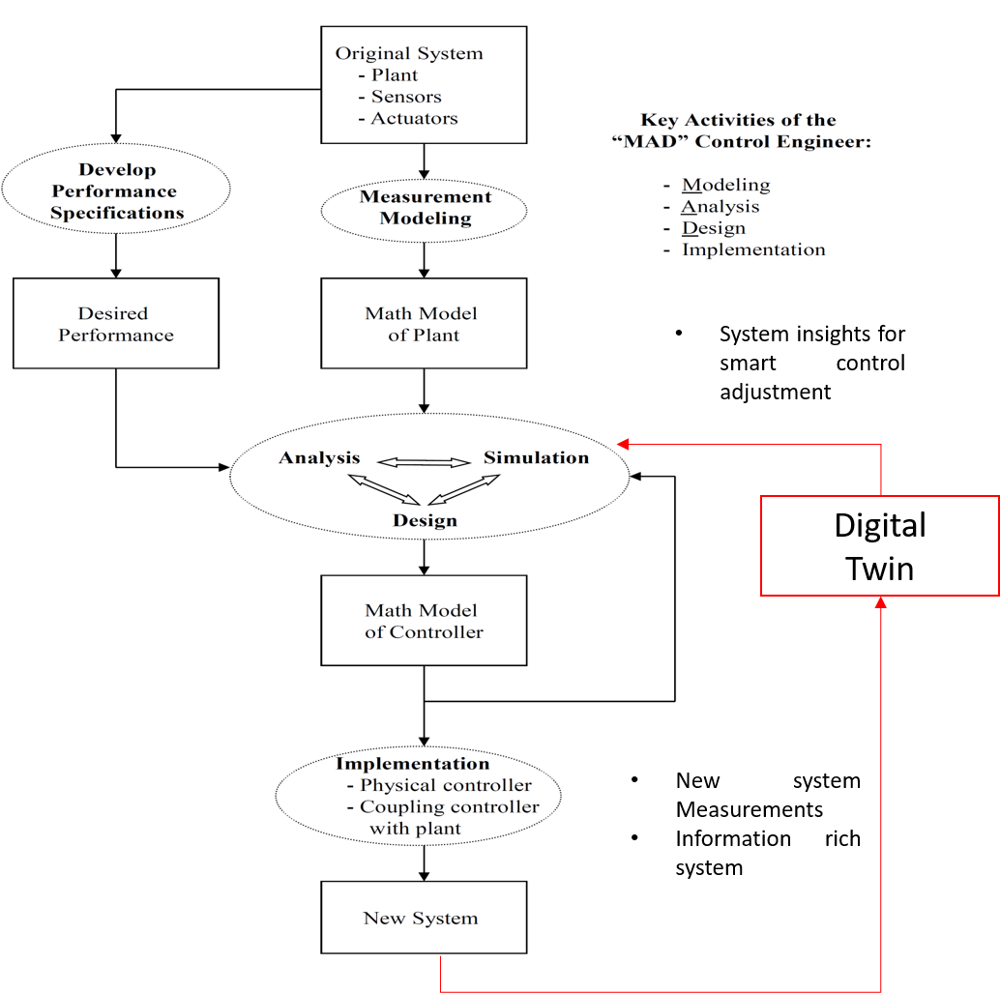 Original System
- Plant
- Sensors
- Actuators
Key Activities of the
“MAD” Control Engineer:
- Modeling
- Analysis
- Design
- Implementation
Develop
Performance
Specifications
Measurement
Modeling
Desired
Performance
Math Model
of Plant
• System insights for
smart control
adjustment
Analysis
Simulation
Design
Digital
Twin
Math Model
of Controller
Implementation
- Physical controller
- Coupling controller
with plant
• New system
Measurements
• Information rich
system
New System